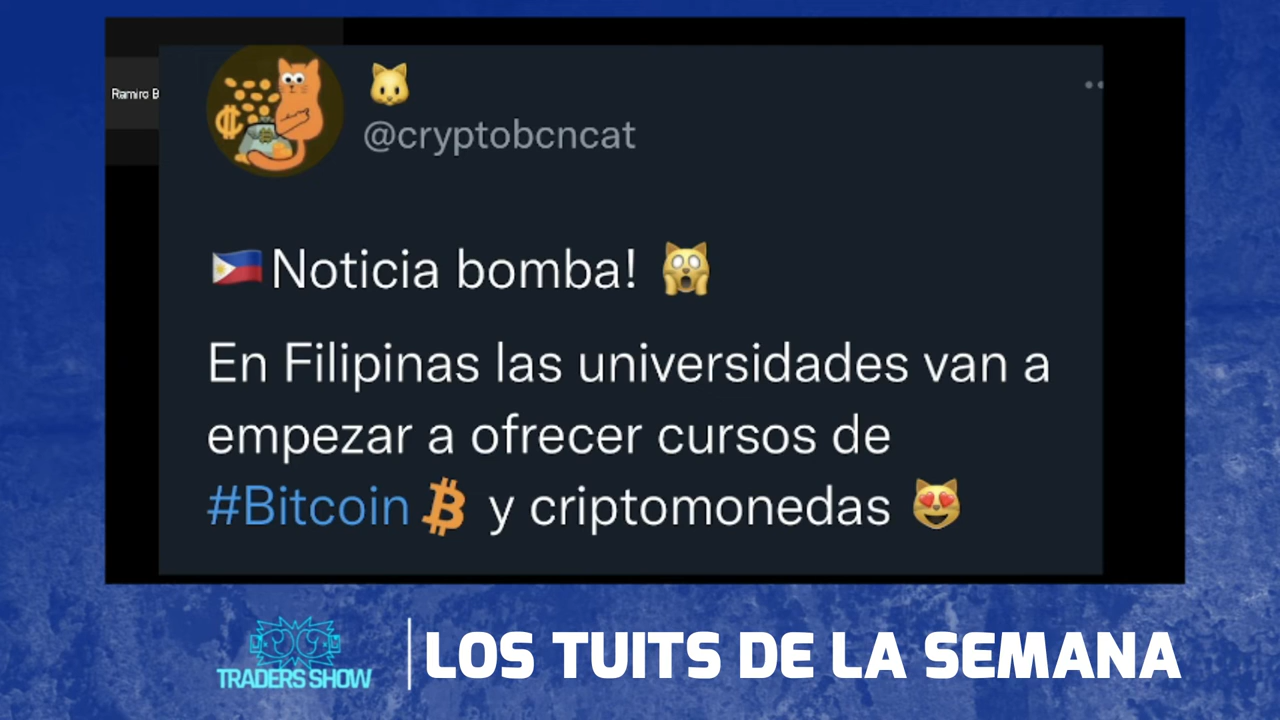 Ramiro B
@cryptobcncat
Noticia bomba!
En Filipinas las universidades van a
empezar a ofrecer cursos de
#Bitcoin y criptomonedas
TRADERS SHOW
LOS TUITS DE LA SEMANA